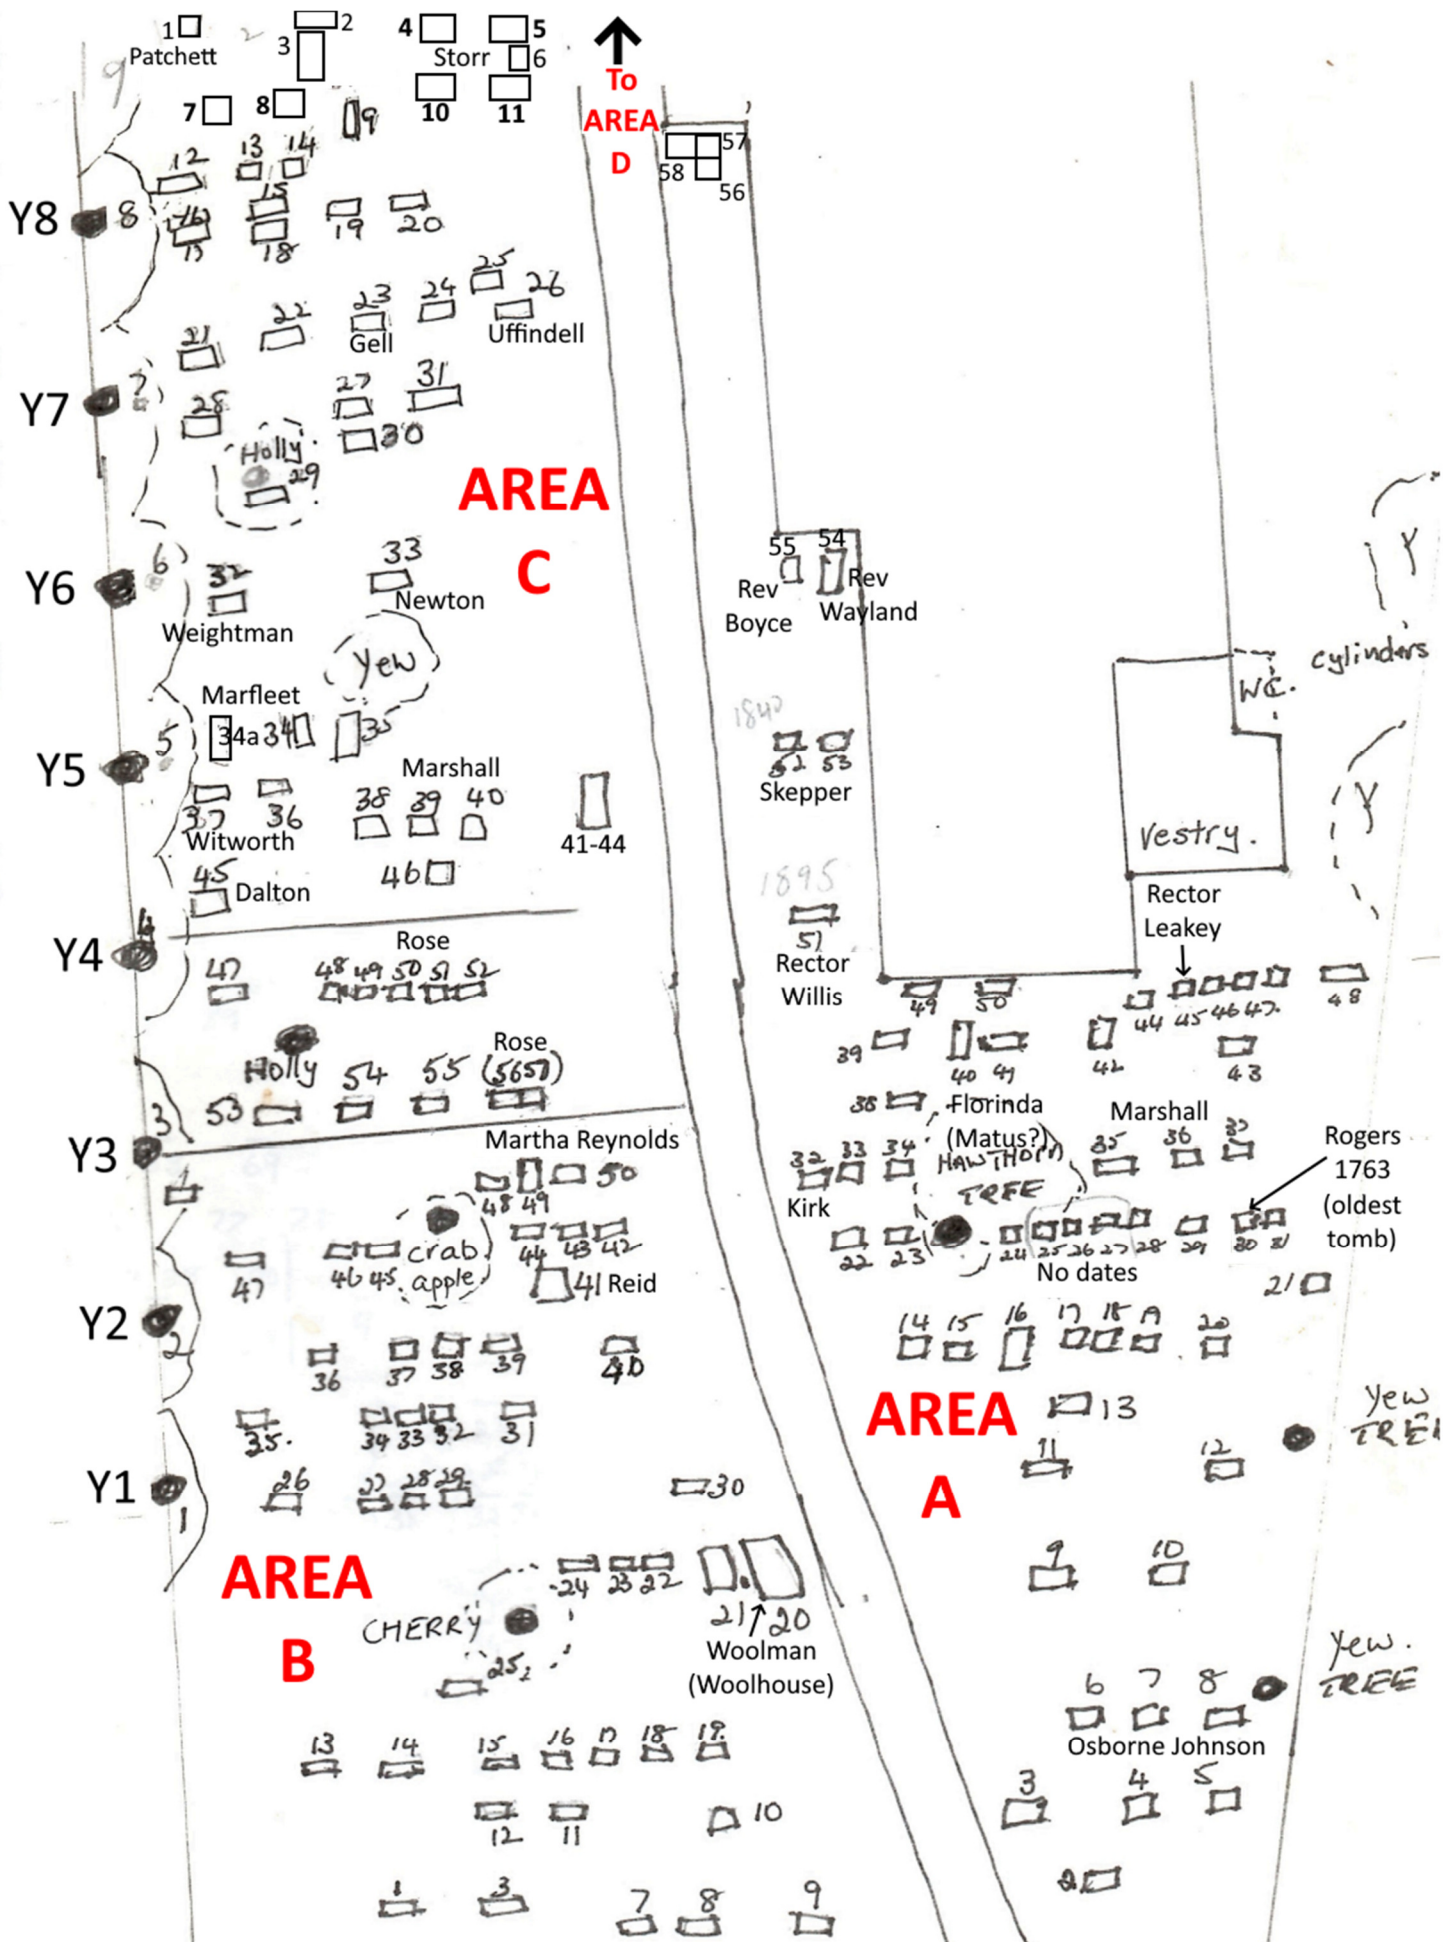 1
2
3
4
5
Patchett
Storr
6
7
8
9
10
11
To
AREA
D
9
12
13
14
57
58
56
Y8
8
15
16
17
18
19
20
21
22
23
Gell
24
25
26
Uffindell
Y7
7
28
27
31
30
Holly
29
AREA
C
Y6
6
32
Weightman
33
Newton
Yew
55
54
Rev
Boyce
Rev
Wayland
Y
cylinders
W.C.
Marfleet
Y5
5
34a
34
35
1840
52
53
Skepper
37
36
Witworth
Marshall
38
39
40
41-44
Y
Vestry.
45
Dalton
46
1895
51
Rector
Willis
Rector
Leakey
Y4
4
47
Rose
48 49 50 51 52
49
50
44 45 46 47.
48
Holly
53
54
55
Rose
(5657)
39
40
41
42
43
Y3
3
38
Florinda
(Matus?)
HAWTHORN
TREE
Marshall
35
36
Rogers
1763
(oldest
tomb)
Martha Reynolds
1
48
49
50
32
33
34
Kirk
22
23
24
25
26
27
28
29
30
31
No dates
47
46
45
crab
apple
44
43
42
41 Reid
21
Y2
2
36
37
38
39
40
14
15
16
17
18
19
20
AREA
A
13
Yew
35.
34
33
32
31
11
12
Y1
1
26
27
28
29
30
9
10
AREA
B
CHERRY
24
23
22
21
20
Woolman
(Woolhouse)
25
Yew.
TREE
6
7
8
Osborne Johnson
13
14
15
16
17
18
19.
3
4
5
12
11
10
2
1
3
7
8
9